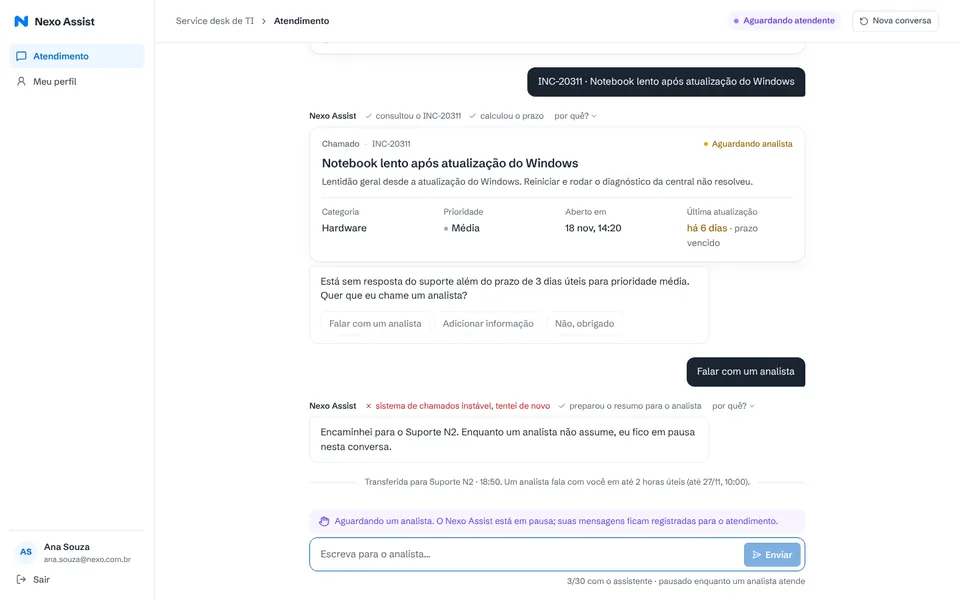 Nexo Assist
Service desk de TI > Atendimento
Aguardando atendente
Nova conversa
Atendimento
Meu perfil
INC-20311 · Notebook lento após atualização do Windows
Nexo Assist ✓ consultou o INC-20311 ✓ calculou o prazo por quê?
Chamado · INC-20311
Aguardando analista
Notebook lento após atualização do Windows
Lentidão geral desde a atualização do Windows. Reiniciar e rodar o diagnóstico da central não resolveu.
Categoria Prioridade Aberto em Última atualização
Hardware Média 18 nov, 14:20 há 6 dias · prazo
vencido
Está sem resposta do suporte além do prazo de 3 dias úteis para prioridade média.
Quer que eu chame um analista?
Falar com um analista Adicionar informação Não, obrigado
Falar com um analista
Nexo Assist × sistema de chamados instável, tentei de novo ✓ preparou o resumo para o analista por quê?
Encaminhei para o Suporte N2. Enquanto um analista não assume, eu fico em pausa
nesta conversa.
Transferida para Suporte N2 · 18:50. Um analista fala com você em até 2 horas úteis (até 27/11, 10:00).
Aguardando um analista. O Nexo Assist está em pausa; suas mensagens ficam registradas para o atendimento.
Escreva para o analista...
Enviar
3/30 com o assistente · pausado enquanto um analista atende
AS
Ana Souza
ana.souza@nexo.com.br
Sair